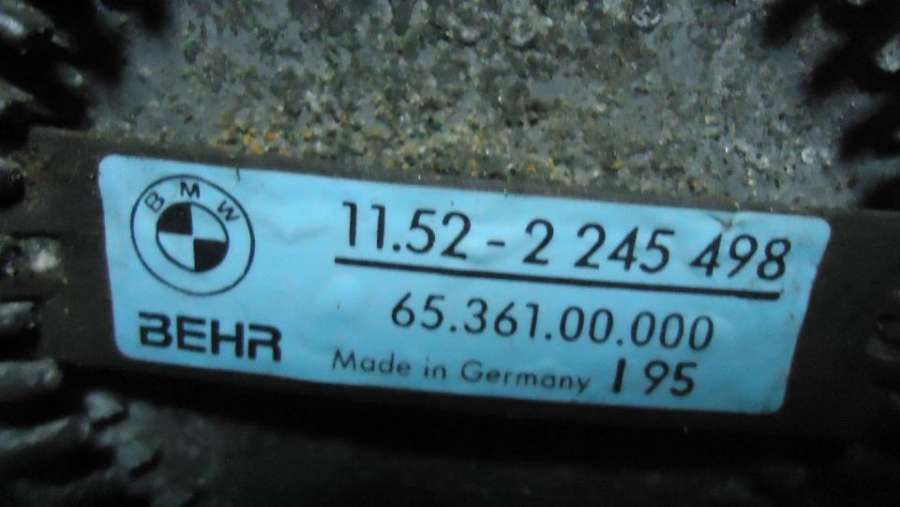 BMW
11.52 - 2 245 498
65.361.00.000
BEHR
Made in Germany I 95